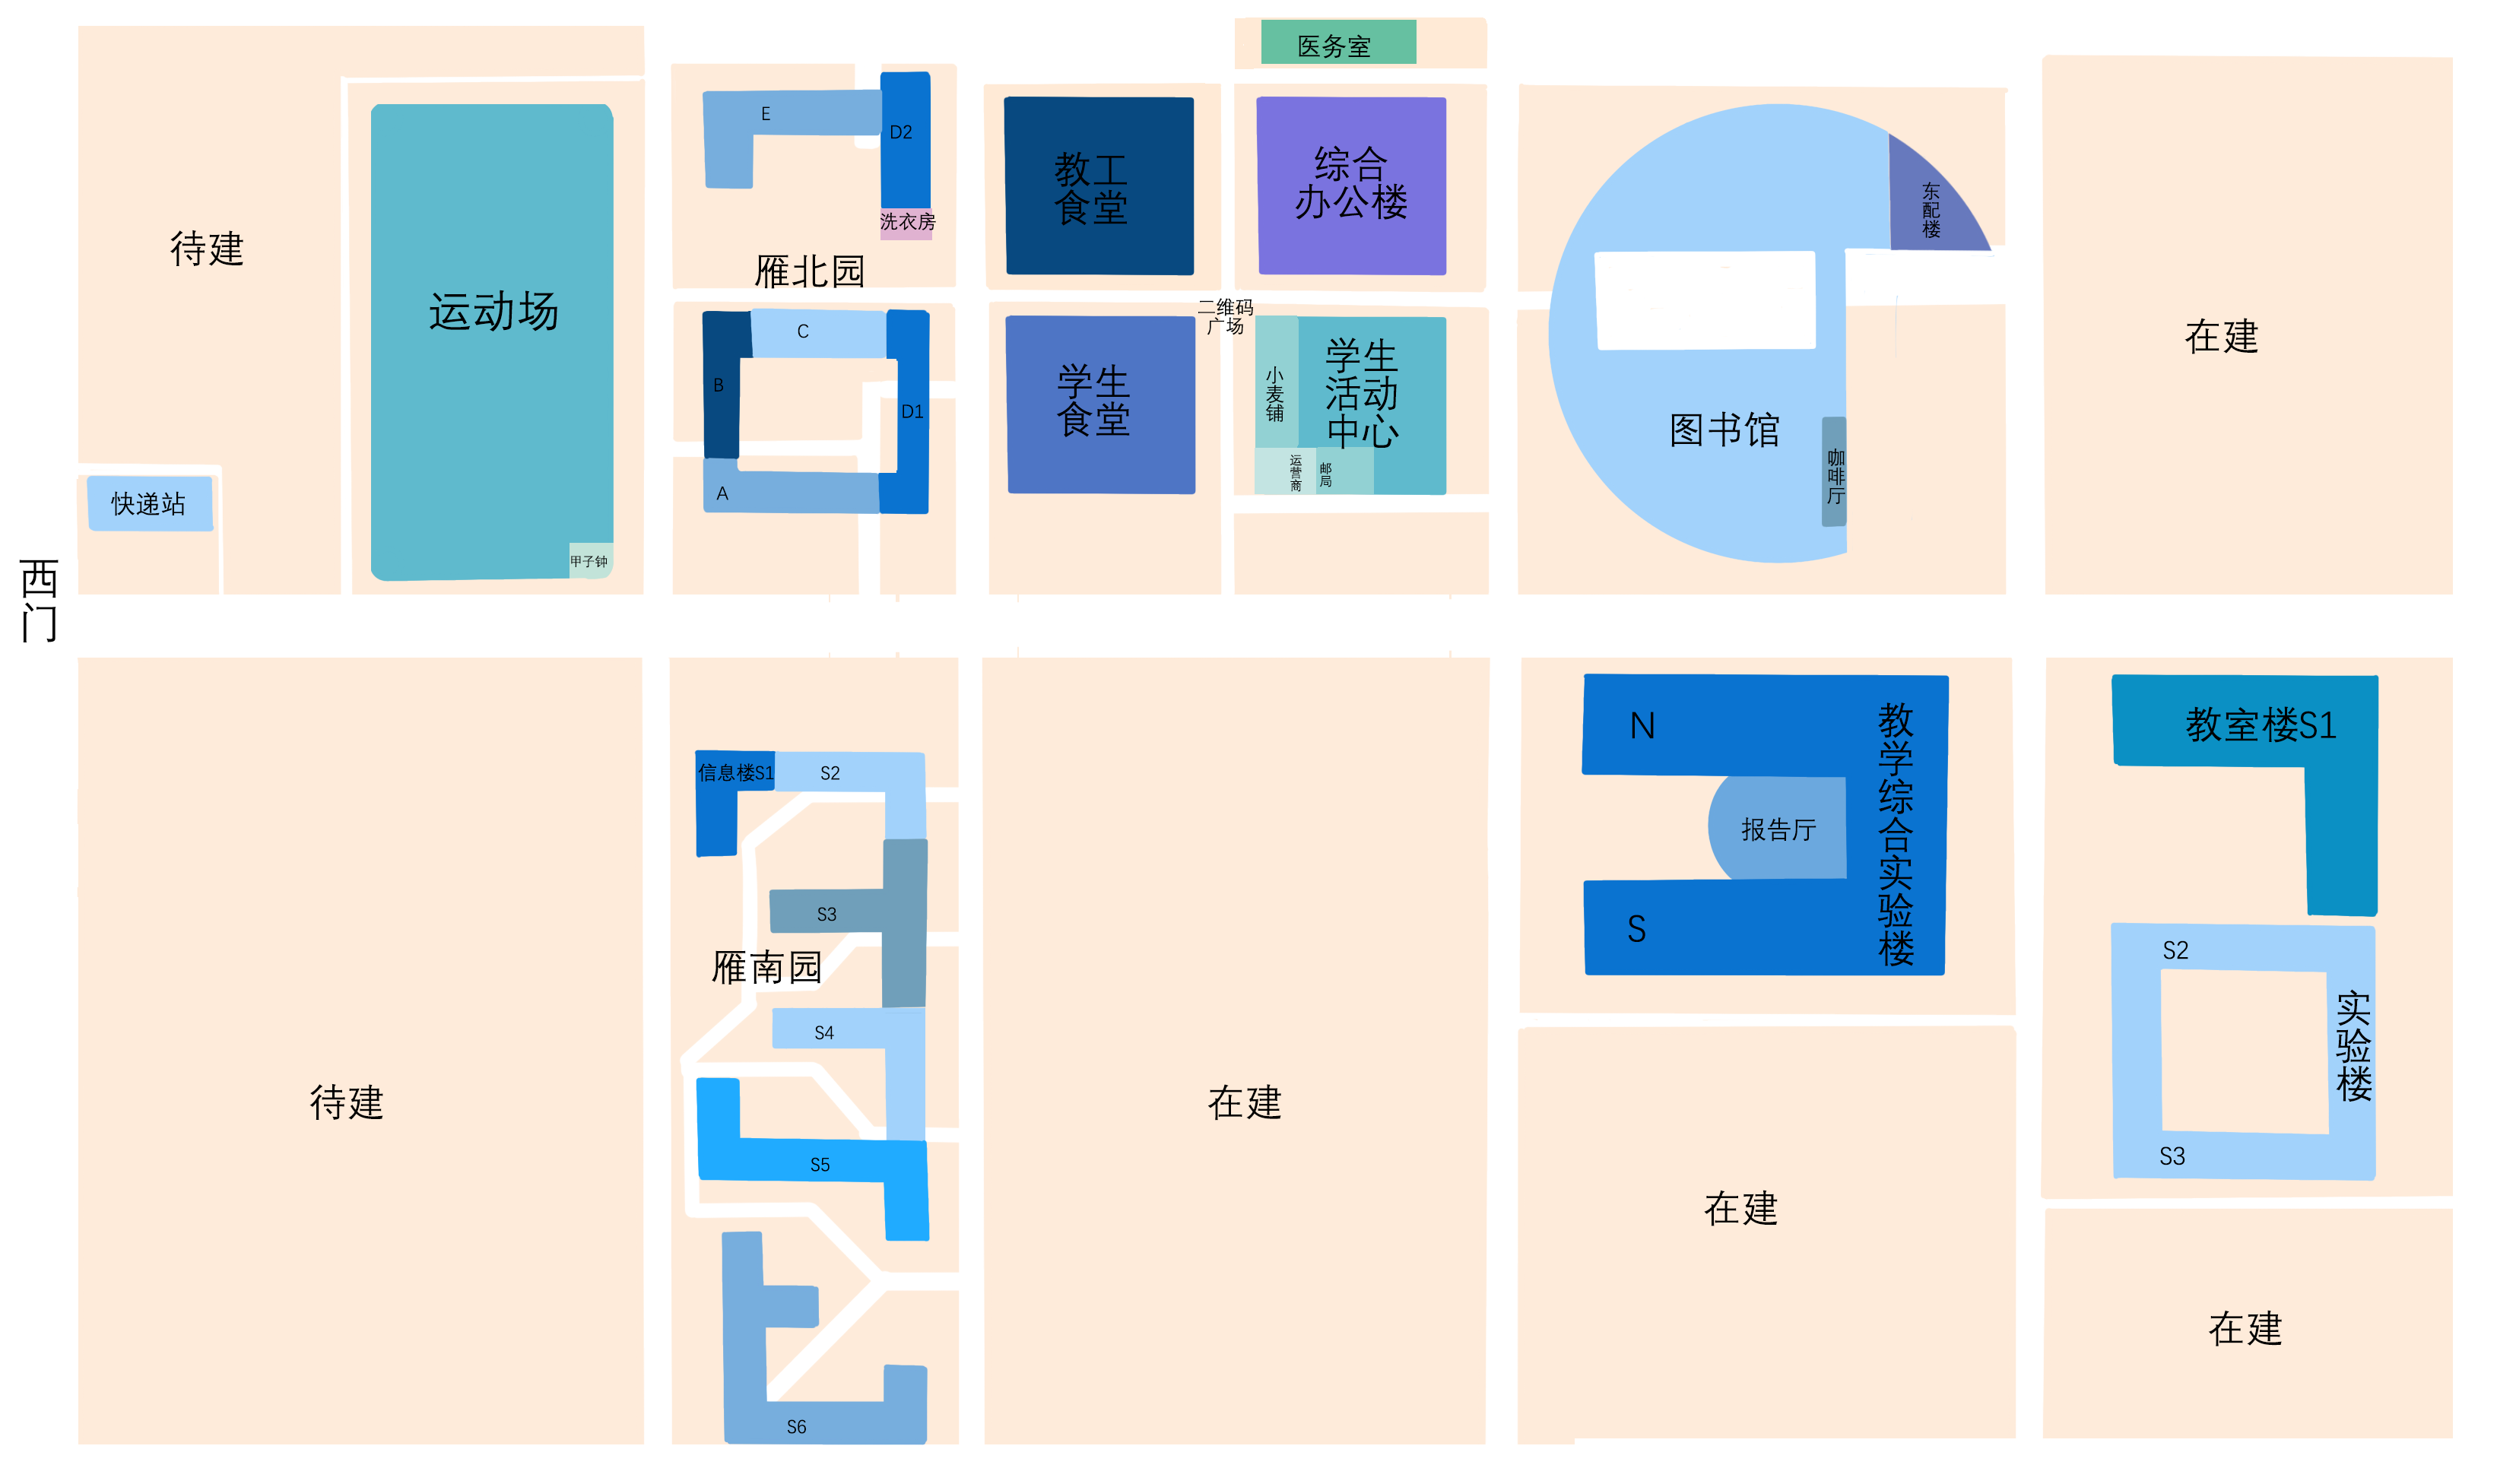 医务室
E
D2
教工
食堂
综合
办公楼
东配楼
洗衣房
待建
运动场
雁北园
二维码
广场
在建
B
C
D1
A
学生
食堂
小麦铺
学生
活动
中心
运营商
邮局
图书馆
咖啡厅
快递站
甲子钟
西门
信息楼S1
S2
S3
雁南园
S4
S5
S6
待建
在建
N
教学综合实验楼
报告厅
S
教室楼S1
S2
实验楼
S3
在建
在建